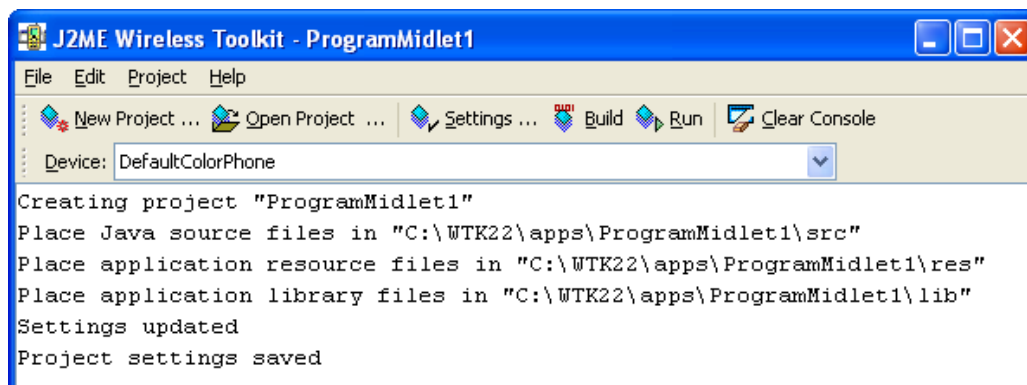 J2ME Wireless Toolkit - ProgramMidlet1
File Edit Project Help
New Project ... Open Project ... Settings ... Build Run Clear Console
Device: DefaultColorPhone
Creating project "ProgramMidlet1"
Place Java source files in "C:\WTK22\apps\ProgramMidlet1\src"
Place application resource files in "C:\WTK22\apps\ProgramMidlet1\res"
Place application library files in "C:\WTK22\apps\ProgramMidlet1\lib"
Settings updated
Project settings saved